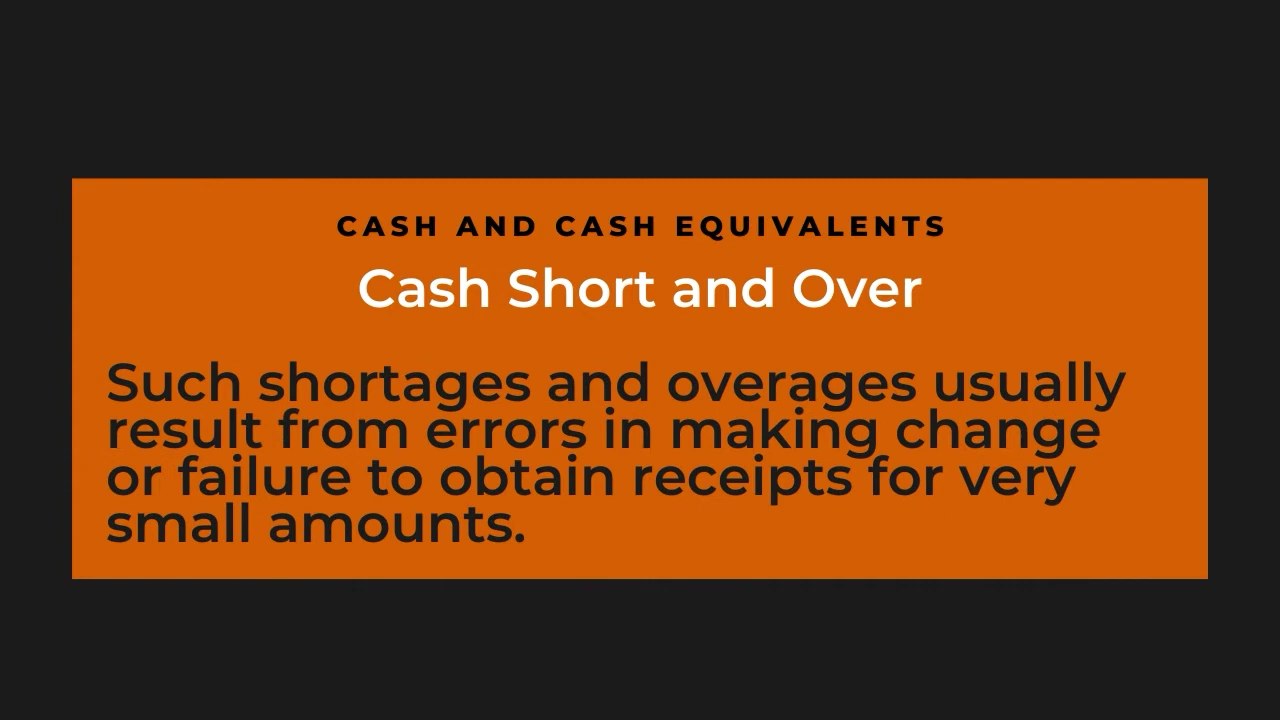 CASH AND CASH EQUIVALENTS
Cash Short and Over
Such shortages and overages usually
result from errors in making change
or failure to obtain receipts for very
small amounts.